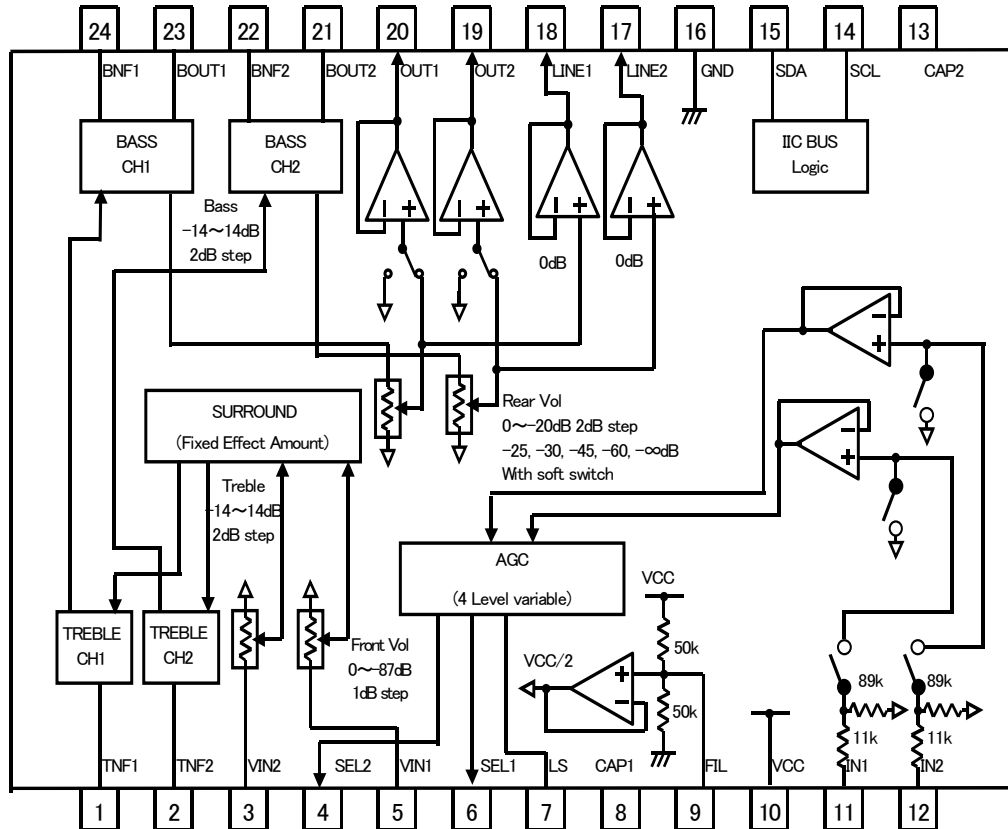 24 23 22 21 20 19 18 17 16 15 14 13
BNF1 BOUT1 BNF2 BOUT2 OUT1 OUT2 LINE1 LINE2 GND SDA SCL CAP2
BASS
CH1
BASS
CH2
IIC BUS
Logic
Bass
-14~14dB
2dB step
0dB
0dB
SURROUND
(Fixed Effect Amount)
Rear Vol
0~-20dB 2dB step
-25, -30, -45, -60, -∞dB
With soft switch
Treble
-14~14dB
2dB step
AGC
(4 Level variable)
TREBLE
CH1
TREBLE
CH2
Front Vol
0~-87dB
1dB step
VCC
50k
VCC/2
50k
89k
89k
11k
11k
TNF1 TNF2 VIN2 SEL2 VIN1 SEL1 LS CAP1 FIL VCC IN1 IN2
1 2 3 4 5 6 7 8 9 10 11 12